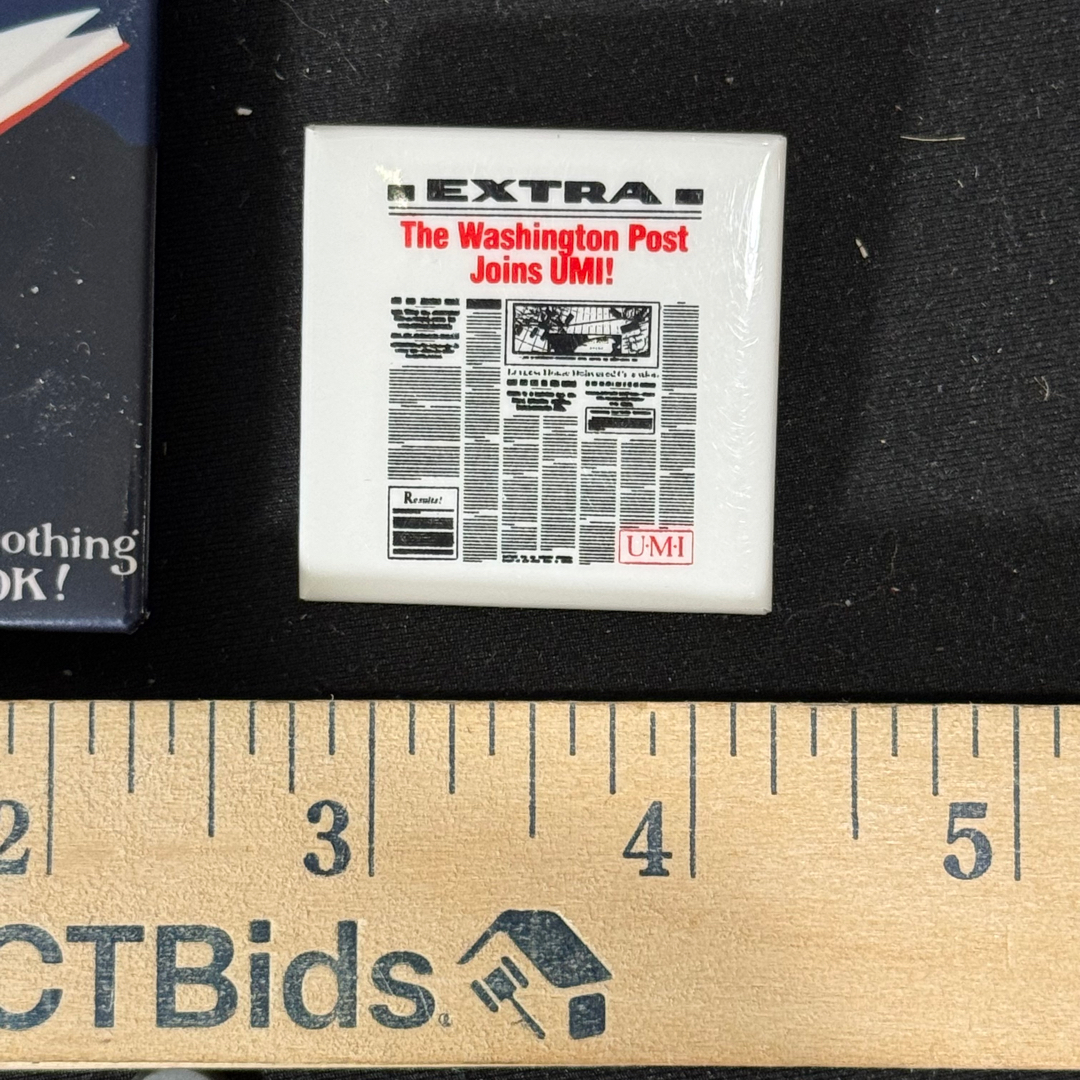 EXTRA
The Washington Post
Joins UMI!
Results!
U·M·I
othing
OK!
2 3 4 5
CTBids